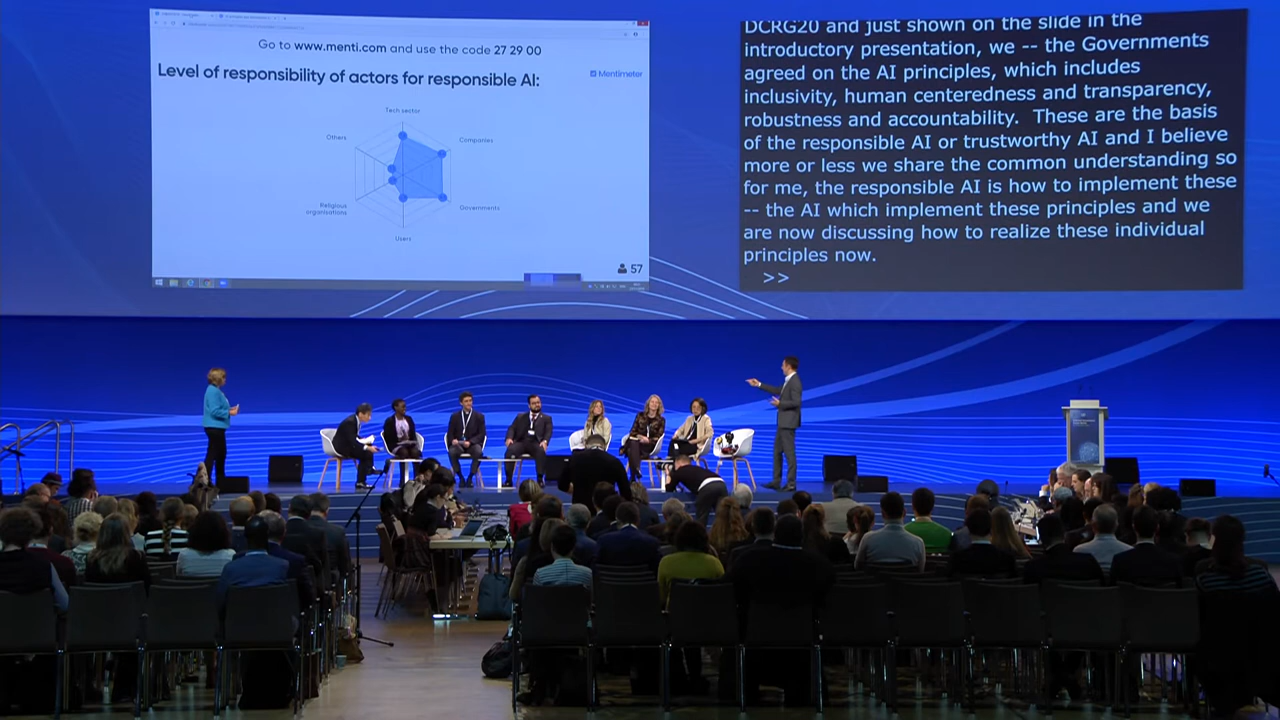 Go to www.menti.com and use the code 27 29 00
Level of responsibility of actors for responsible AI:
Mentimeter
Tech sector
Others
Companies
Religious
organisations
Governments
Users
57
DCRG20 and just shown on the slide in the
introductory presentation, we -- the Governments
agreed on the AI principles, which includes
inclusivity, human centeredness and transparency,
robustness and accountability.  These are the basis
of the responsible AI or trustworthy AI and I believe
more or less we share the common understanding so
for me, the responsible AI is how to implement these
-- the AI which implement these principles and we
are now discussing how to realize these individual
principles now.
>>